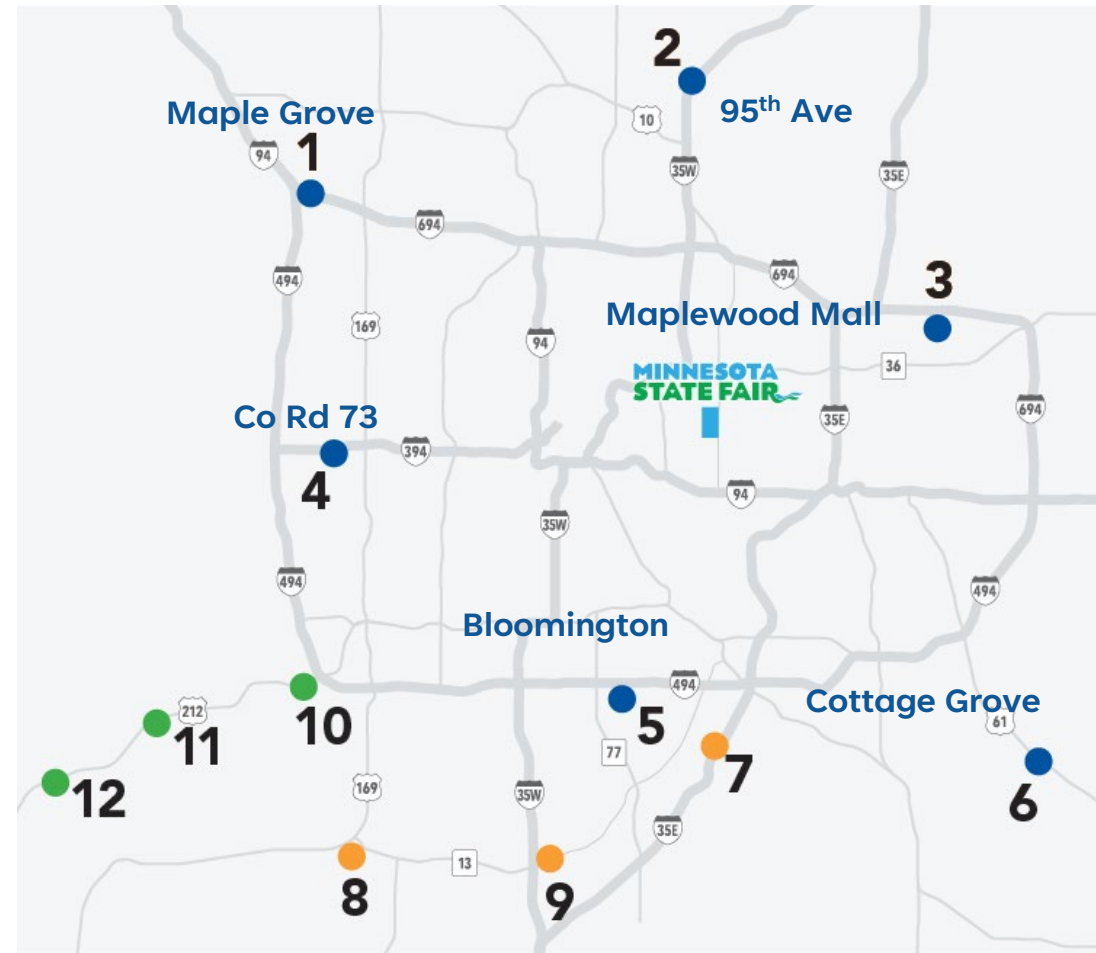 2
95th Ave
Maple Grove
10
94
1
35W
35E
694
494
694
3
Maplewood Mall
169
94
36
MINNESOTA
STATE FAIR
Co Rd 73
35E
694
394
4
94
35W
494
494
Bloomington
494
Cottage Grove
212
10
5
61
11
77
7
12
169
35W
6
35E
13
8
9